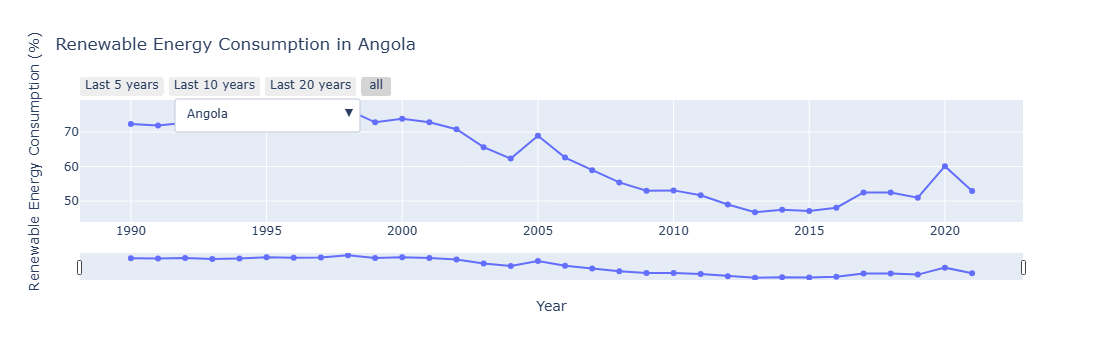 Renewable Energy Consumption in Angola
Last 5 years Last 10 years Last 20 years all
Angola ▼
Renewable Energy Consumption (%)
70
60
50
1990 1995 2000 2005 2010 2015 2020
Year